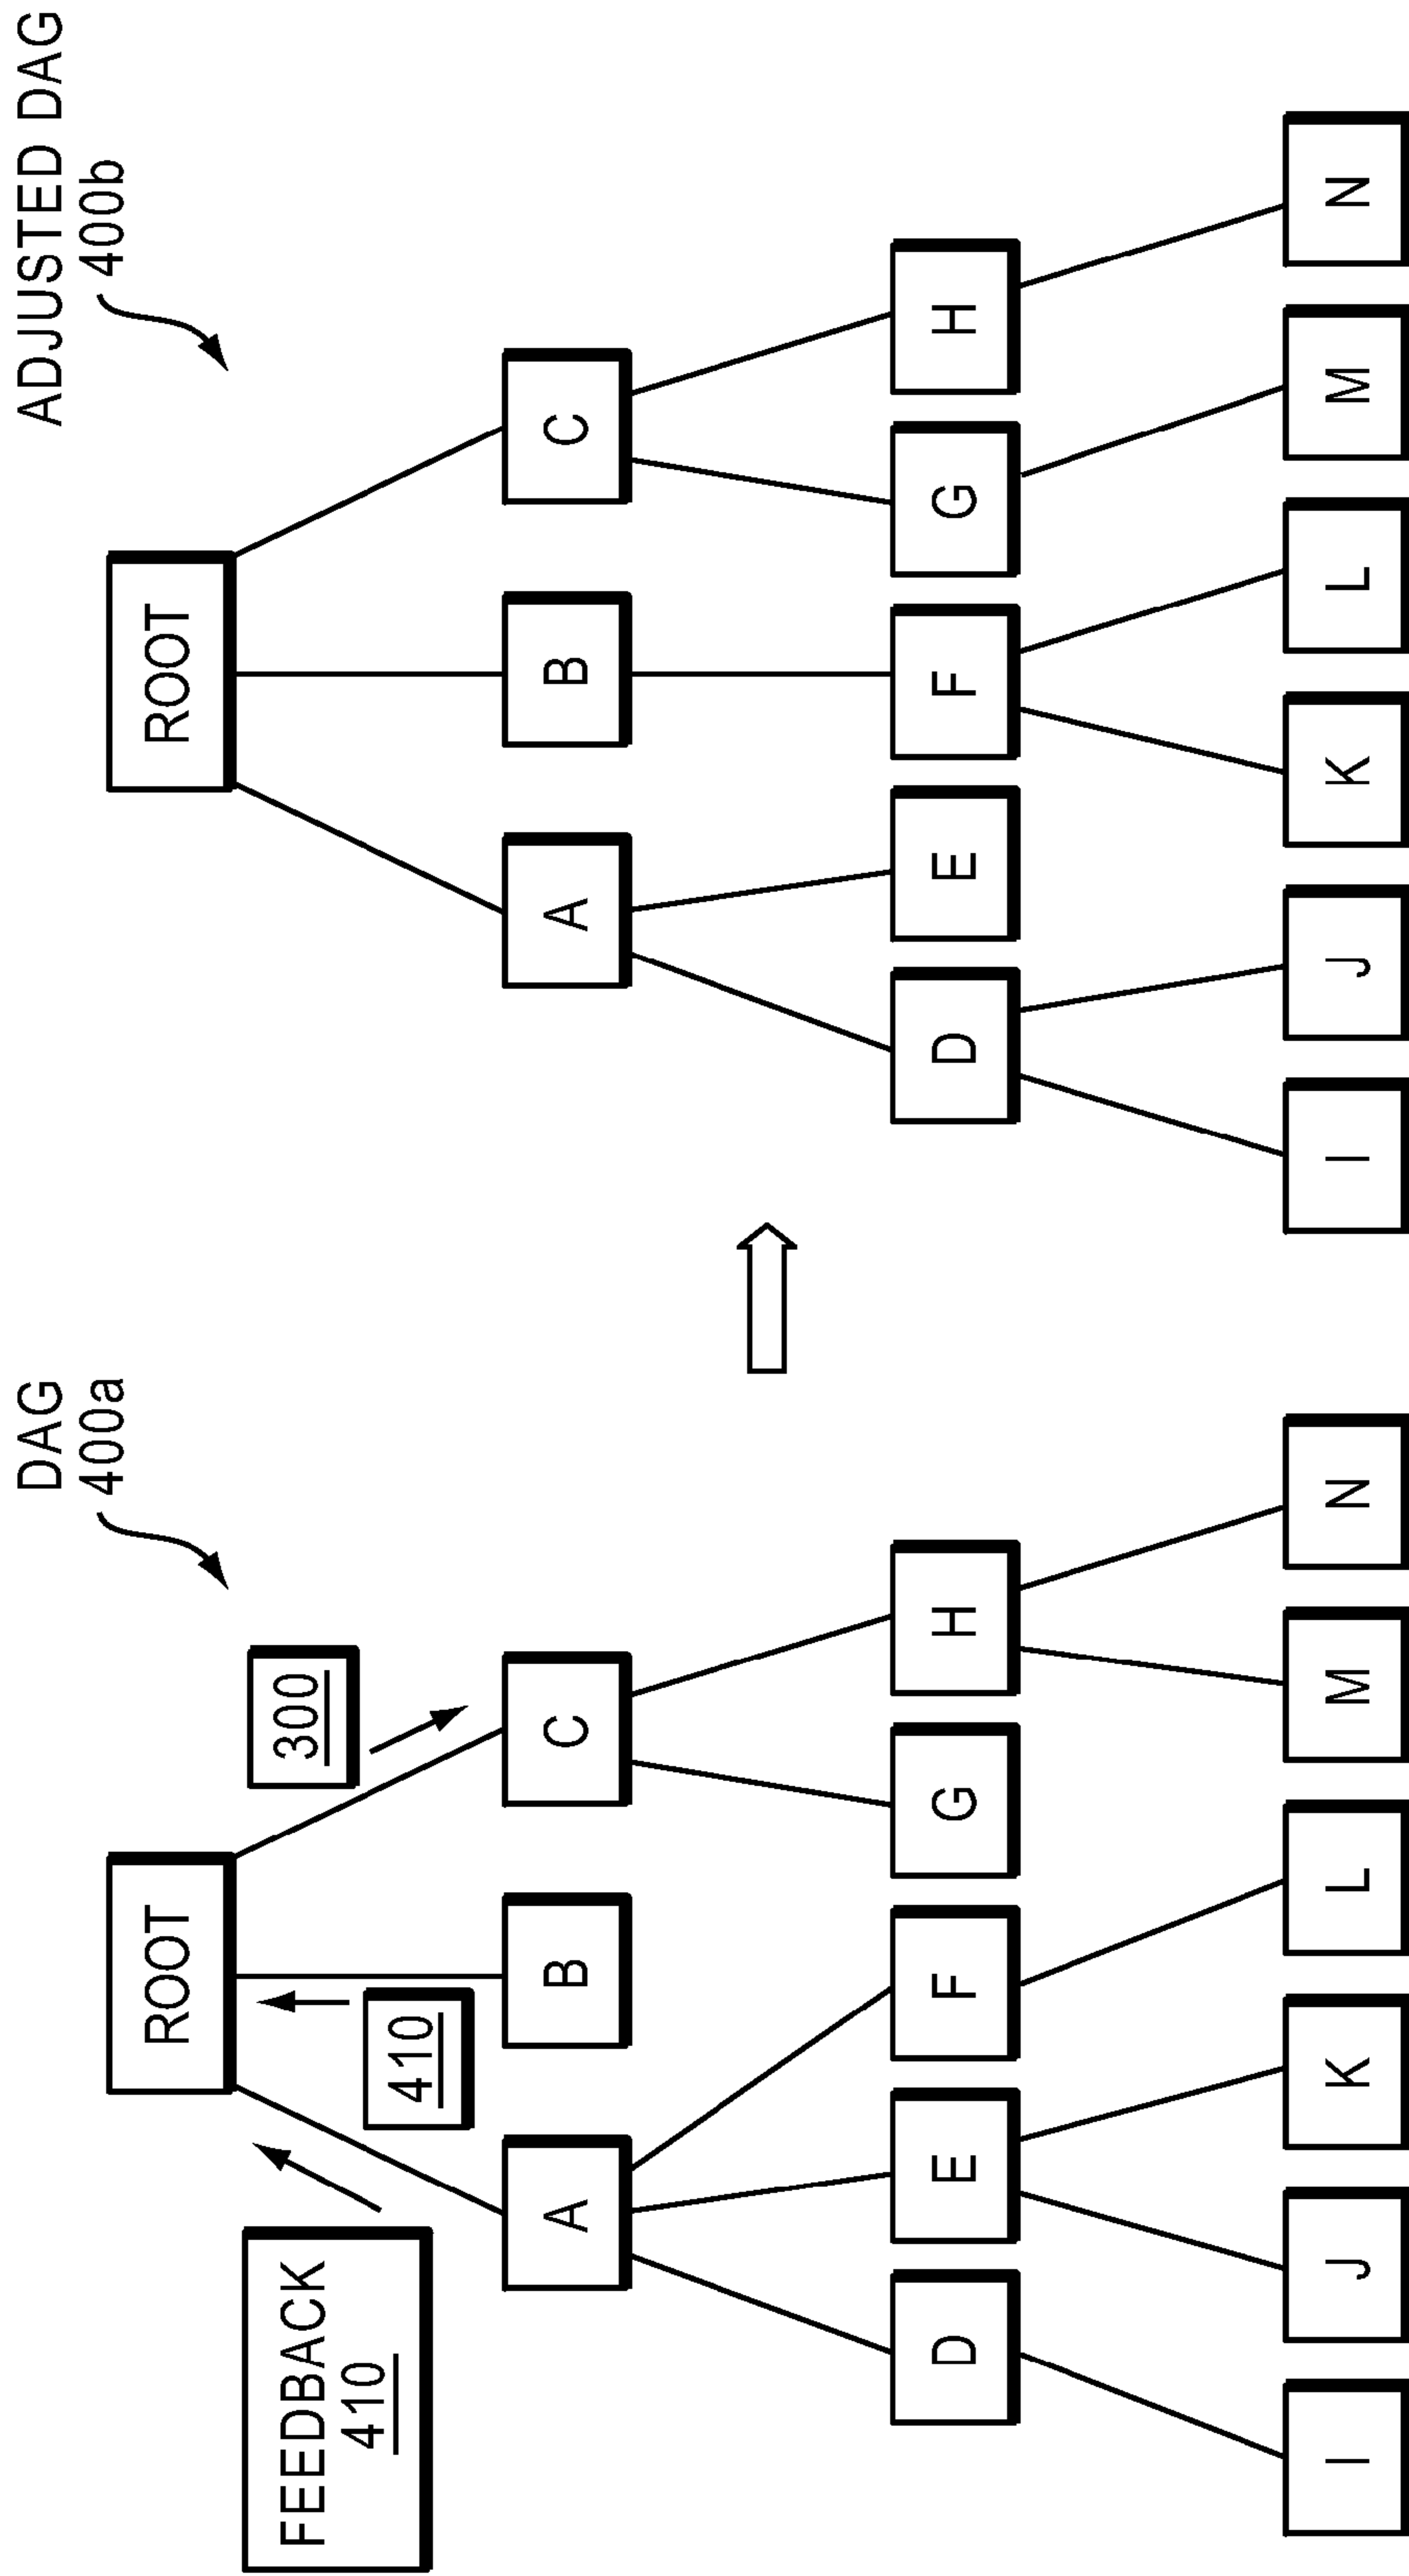 DAG
400a
ROOT
300
FEEDBACK
410
410
A
B
C
D
E
F
G
H
I
J
K
L
M
N
ADJUSTED DAG
400b
ROOT
A
B
C
D
E
F
G
H
I
J
K
L
M
N